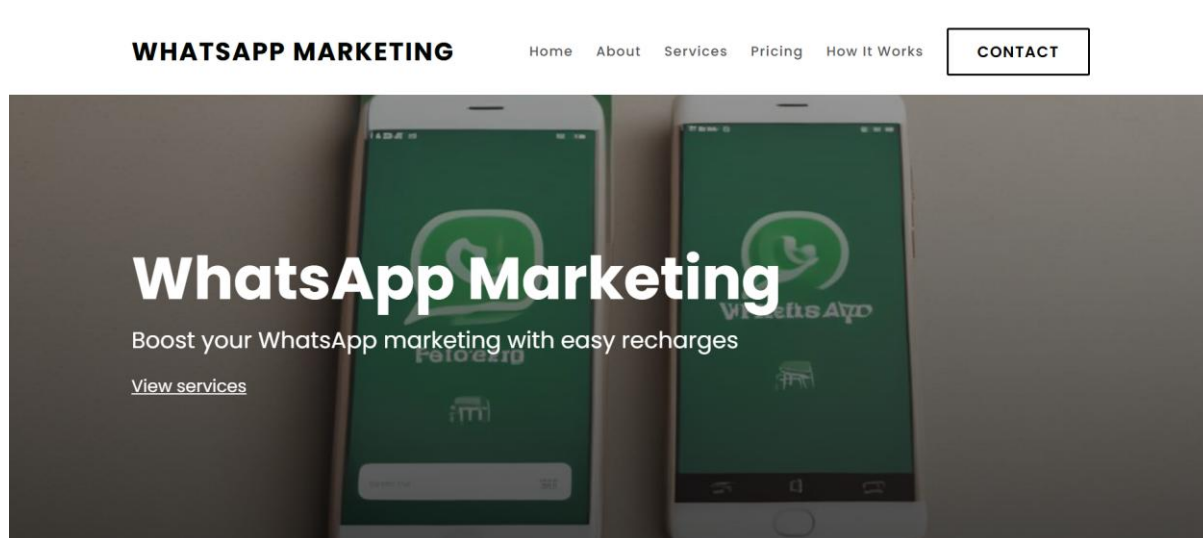 WHATSAPP MARKETING
Home About Services Pricing How It Works CONTACT
WhatsApp Marketing
Boost your WhatsApp marketing with easy recharges
View services